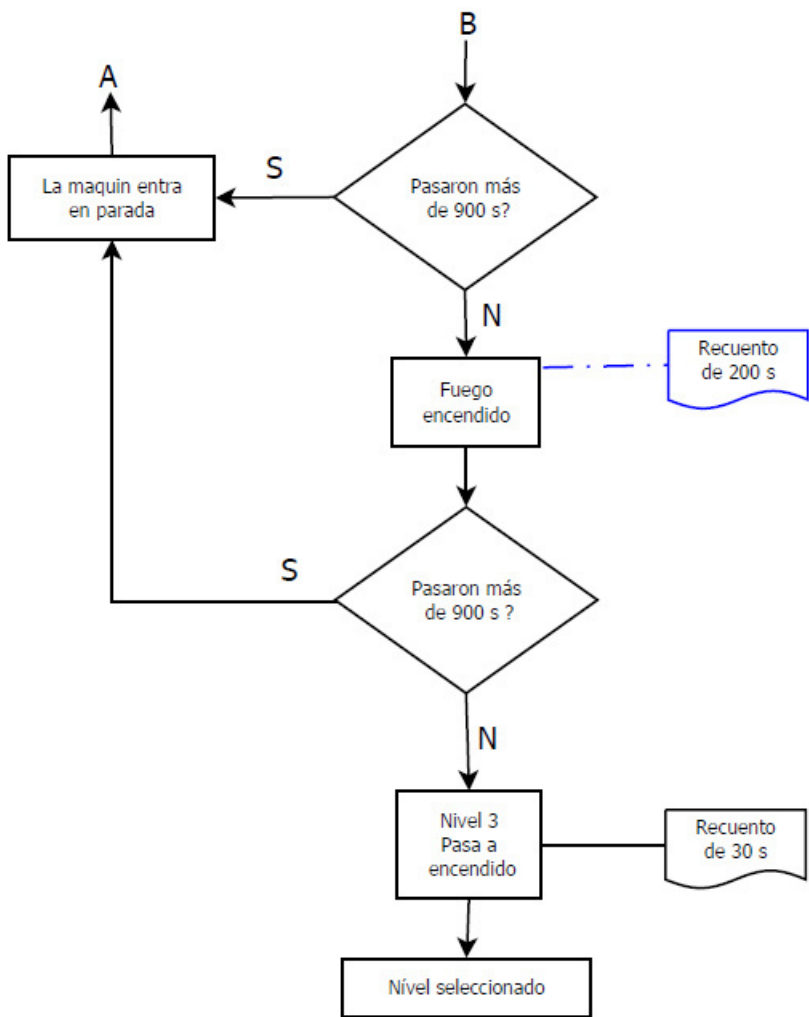 B
A
S
La maquin entra
en parada
Pasaron más
de 900 s?
N
Fuego
encendido
Recuento
de 200 s
S
Pasaron más
de 900 s ?
N
Nivel 3
Pasa a
encendido
Recuento
de 30 s
Nível seleccionado